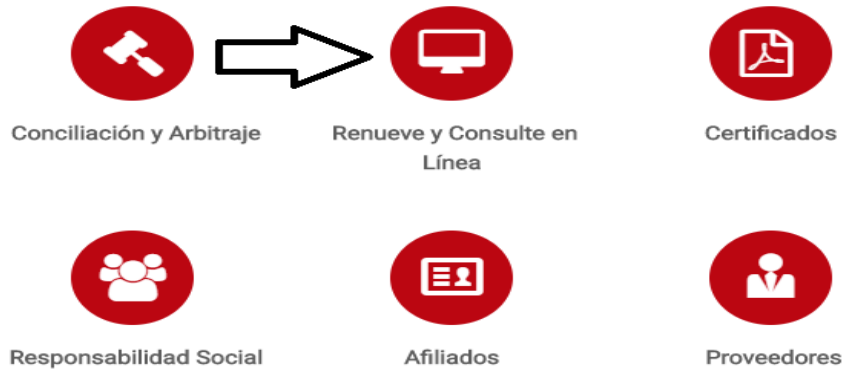 Conciliación y Arbitraje
Renueve y Consulte en
Línea
Certificados
Responsabilidad Social
Afiliados
Proveedores